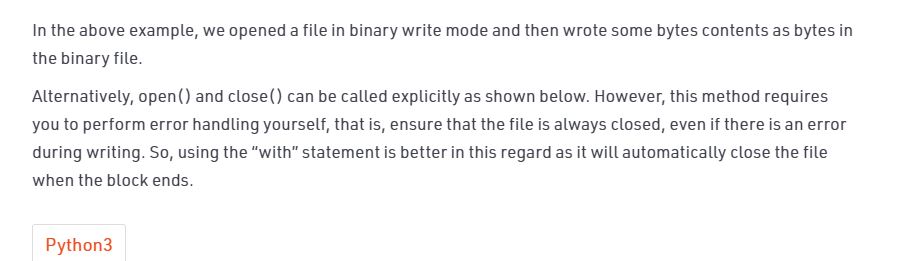 In the above example, we opened a file in binary write mode and then wrote some bytes contents as bytes in
the binary file.
Alternatively, open() and close() can be called explicitly as shown below. However, this method requires
you to perform error handling yourself, that is, ensure that the file is always closed, even if there is an error
during writing. So, using the “with” statement is better in this regard as it will automatically close the file
when the block ends.
Python3